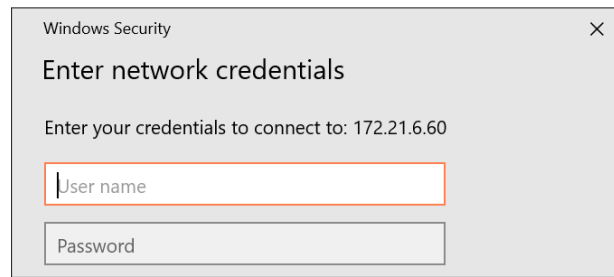 Windows Security
Enter network credentials
Enter your credentials to connect to: 172.21.6.60
User name
Password